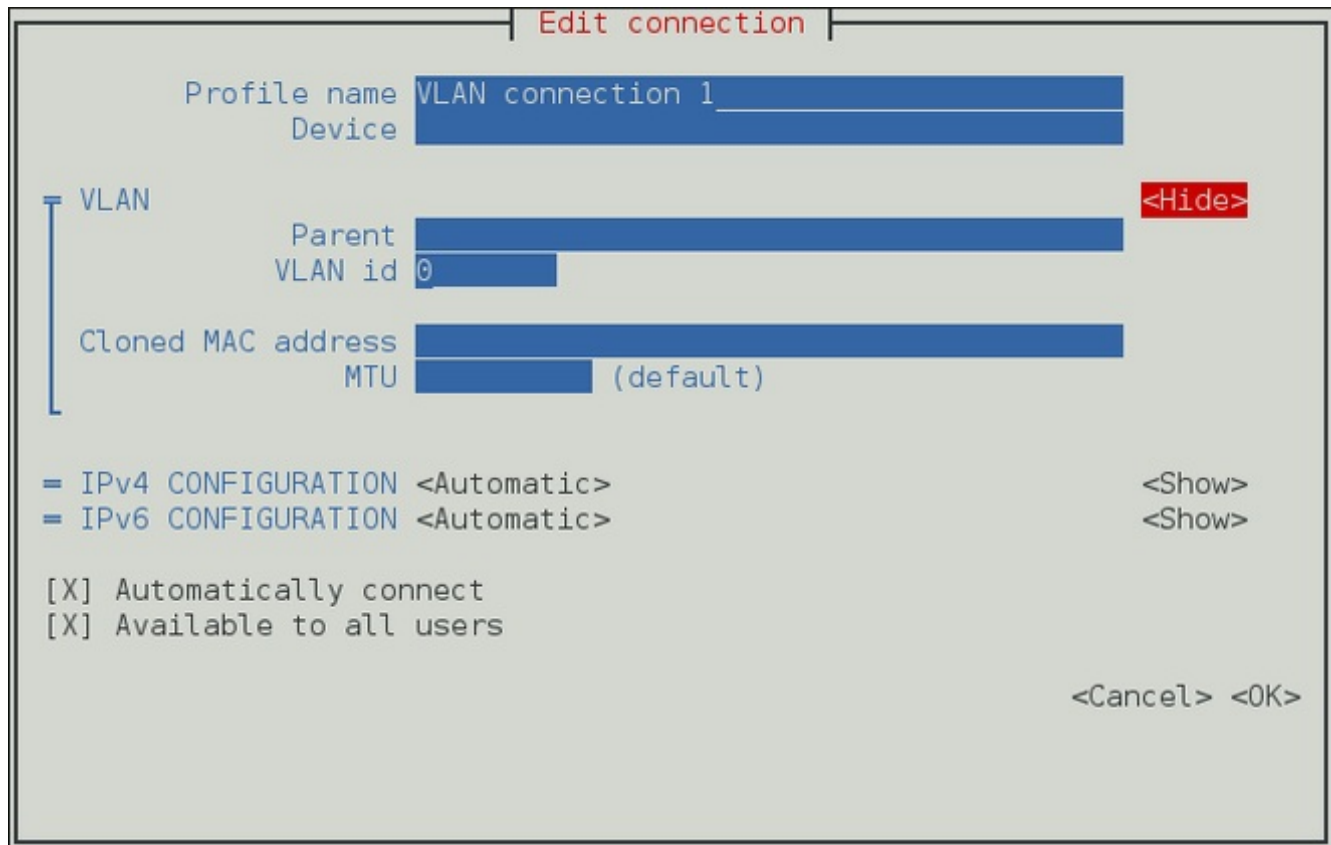 Edit connection
Profile name VLAN connection 1
Device
VLAN <Hide>
Parent
VLAN id 0
Cloned MAC address
MTU (default)
IPv4 CONFIGURATION <Automatic> <Show>
IPv6 CONFIGURATION <Automatic> <Show>
[X] Automatically connect
[X] Available to all users
<Cancel> <OK>